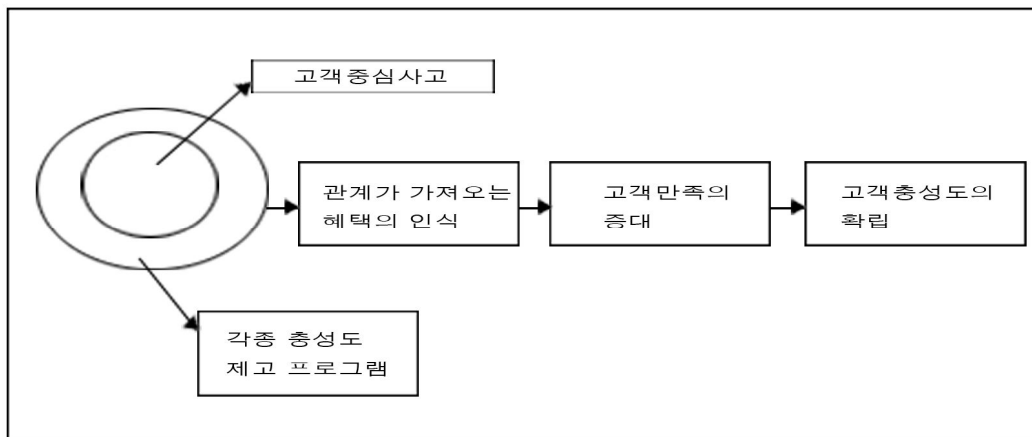 고객중심사고
관계가 가져오는
혜택의 인식
고객만족의
증대
고객충성도의
확립
각종 충성도
제고 프로그램